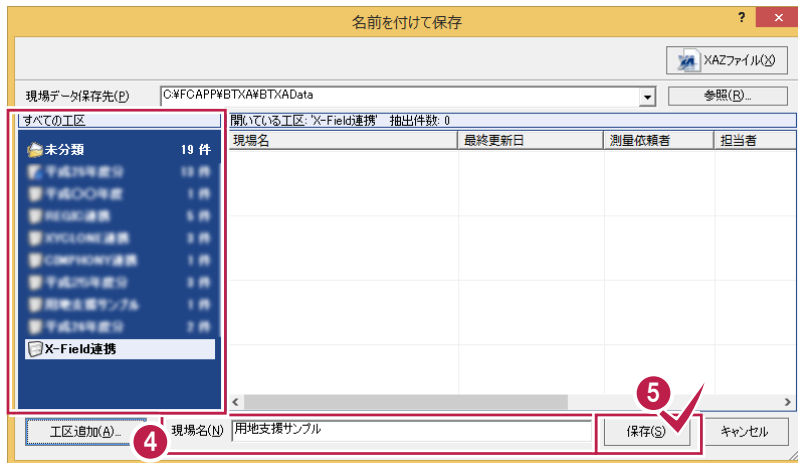 名前を付けて保存
? ×
XAZファイル(X)
現場データ保存先(P) C:¥FCAPP¥BTXA¥BTXAData 参照(R)...
すべての工区 開いている工区: 'X-Field連携' 抽出件数: 0
現場名 最終更新日 測量依頼者 担当者
未分類 19 件
X-Field連携
工区追加(A)... 4 現場名(N) 用地支援サンプル 5 保存(S) キャンセル